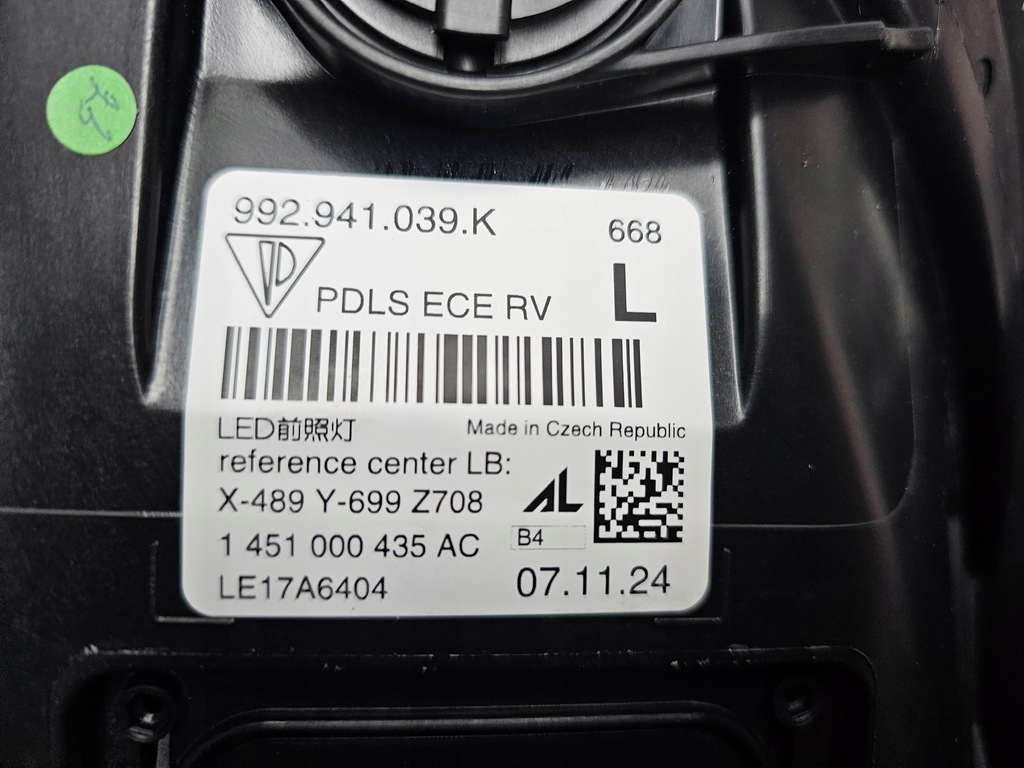 992.941.039.K
668
PDLS ECE RV
L
LED前照灯
Made in Czech Republic
reference center LB:
X-489 Y-699 Z708
AL
1 451 000 435 AC
B4
LE17A6404
07.11.24